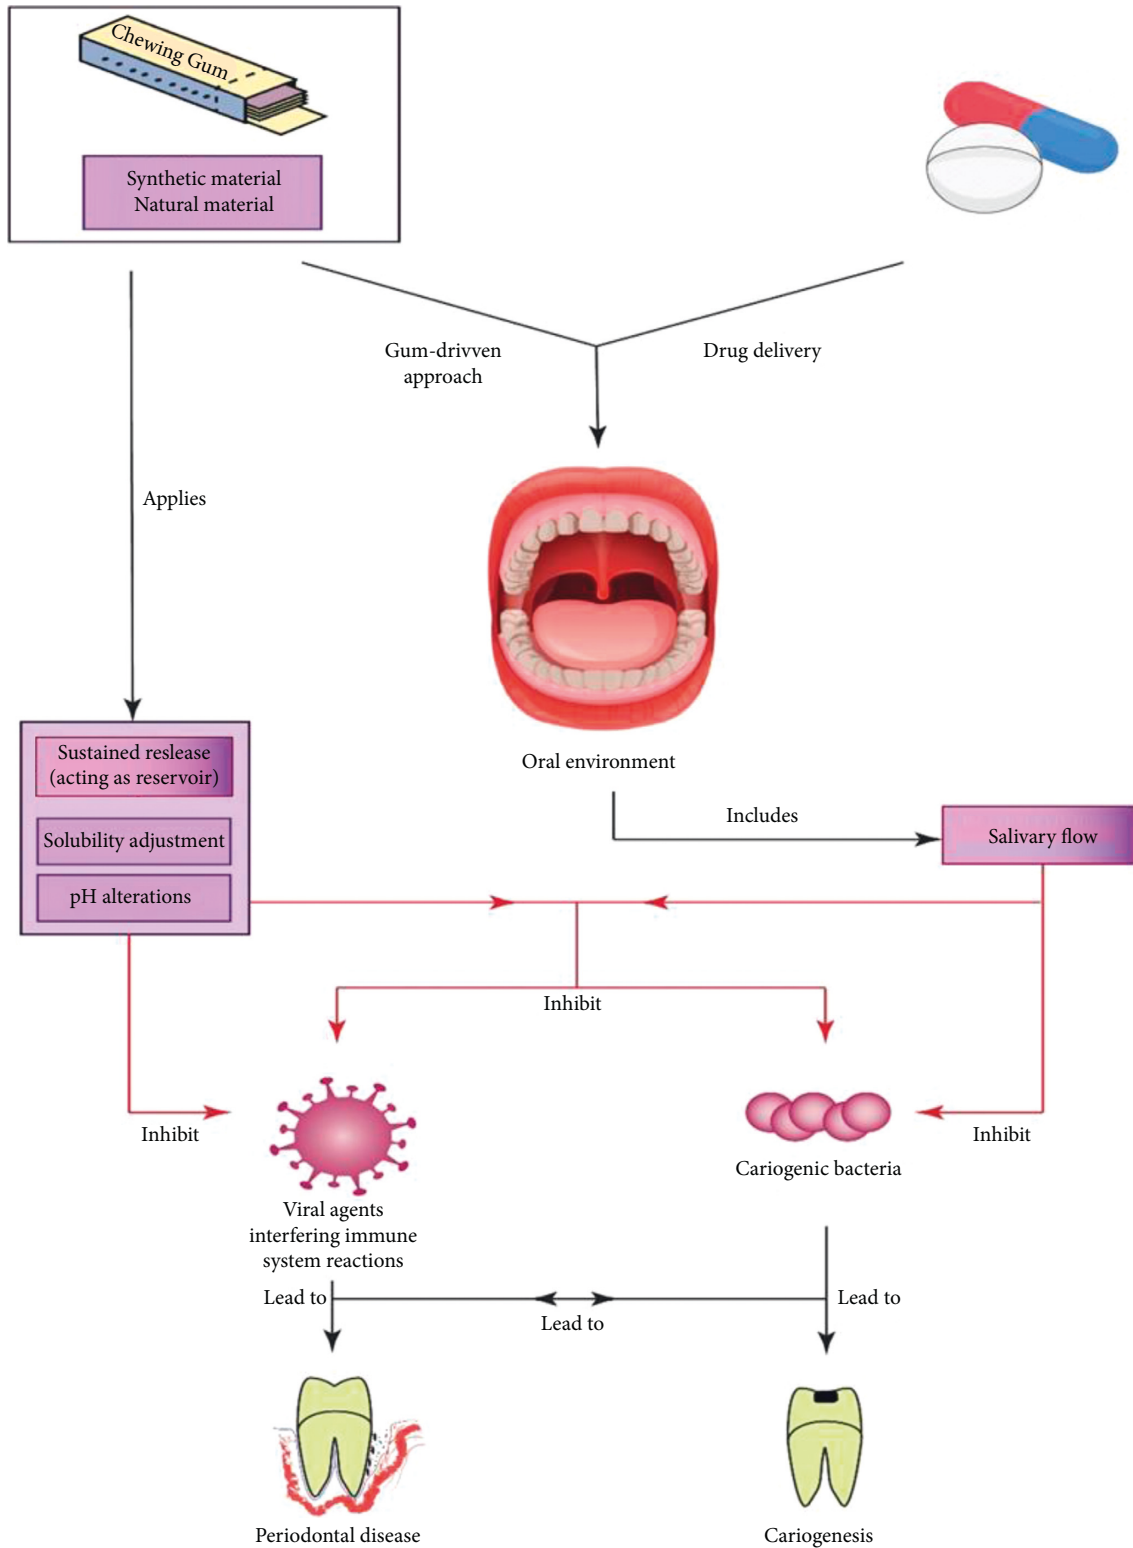 Chewing Gum
Synthetic material
Natural material
Gum-drivven
approach
Drug delivery
Applies
Oral environment
Sustained reslease
(acting as reservoir)
Solubility adjustment
pH alterations
Includes
Salivary flow
Inhibit
Inhibit
Inhibit
Cariogenic bacteria
Viral agents
interfering immune
system reactions
Lead to
Lead to
Lead to
Periodontal disease
Cariogenesis